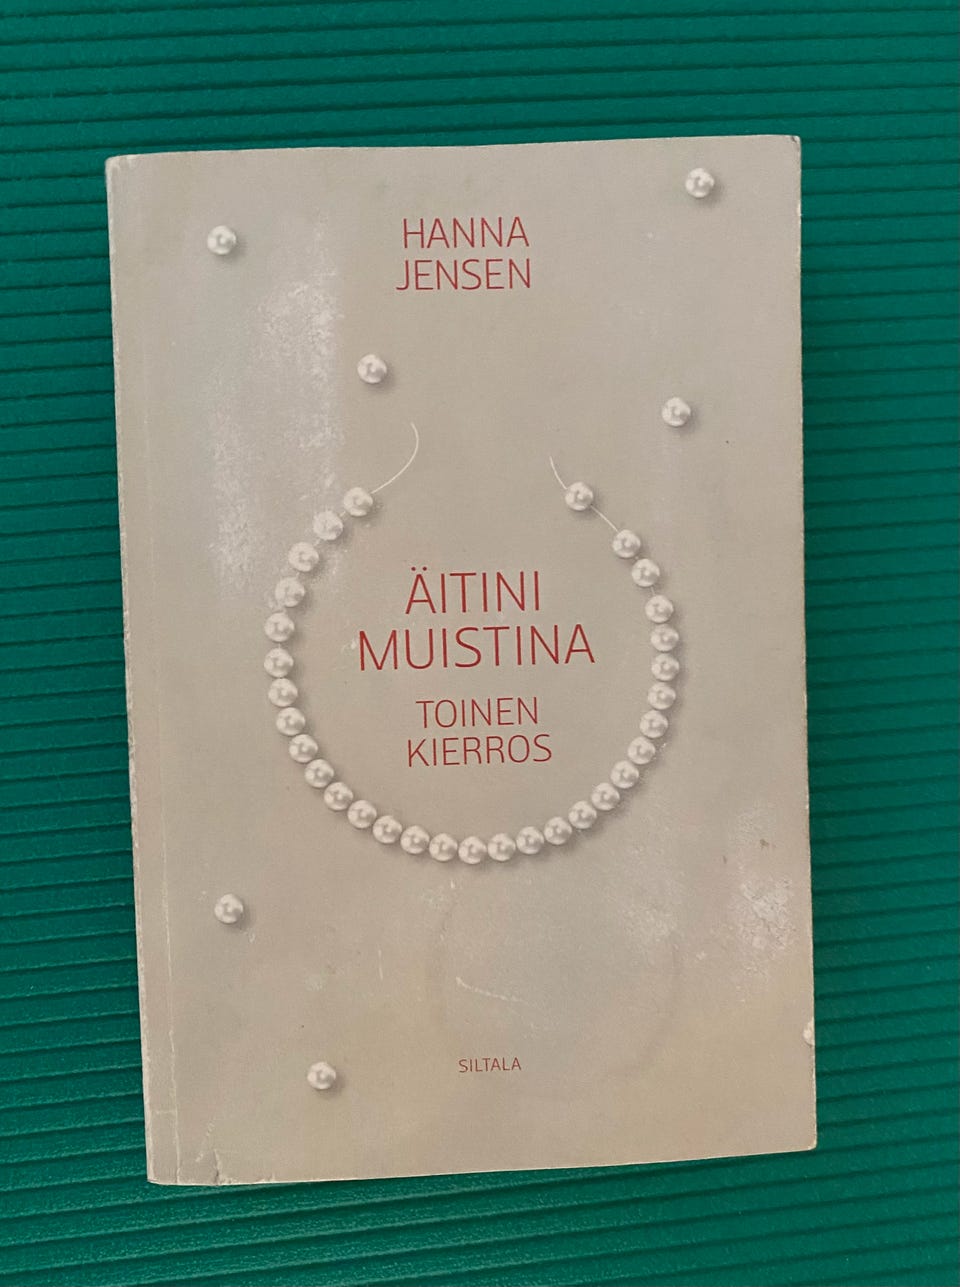 HANNA
JENSEN
ÄITINI
MUISTINA
TOINEN
KIERROS
SILTALA